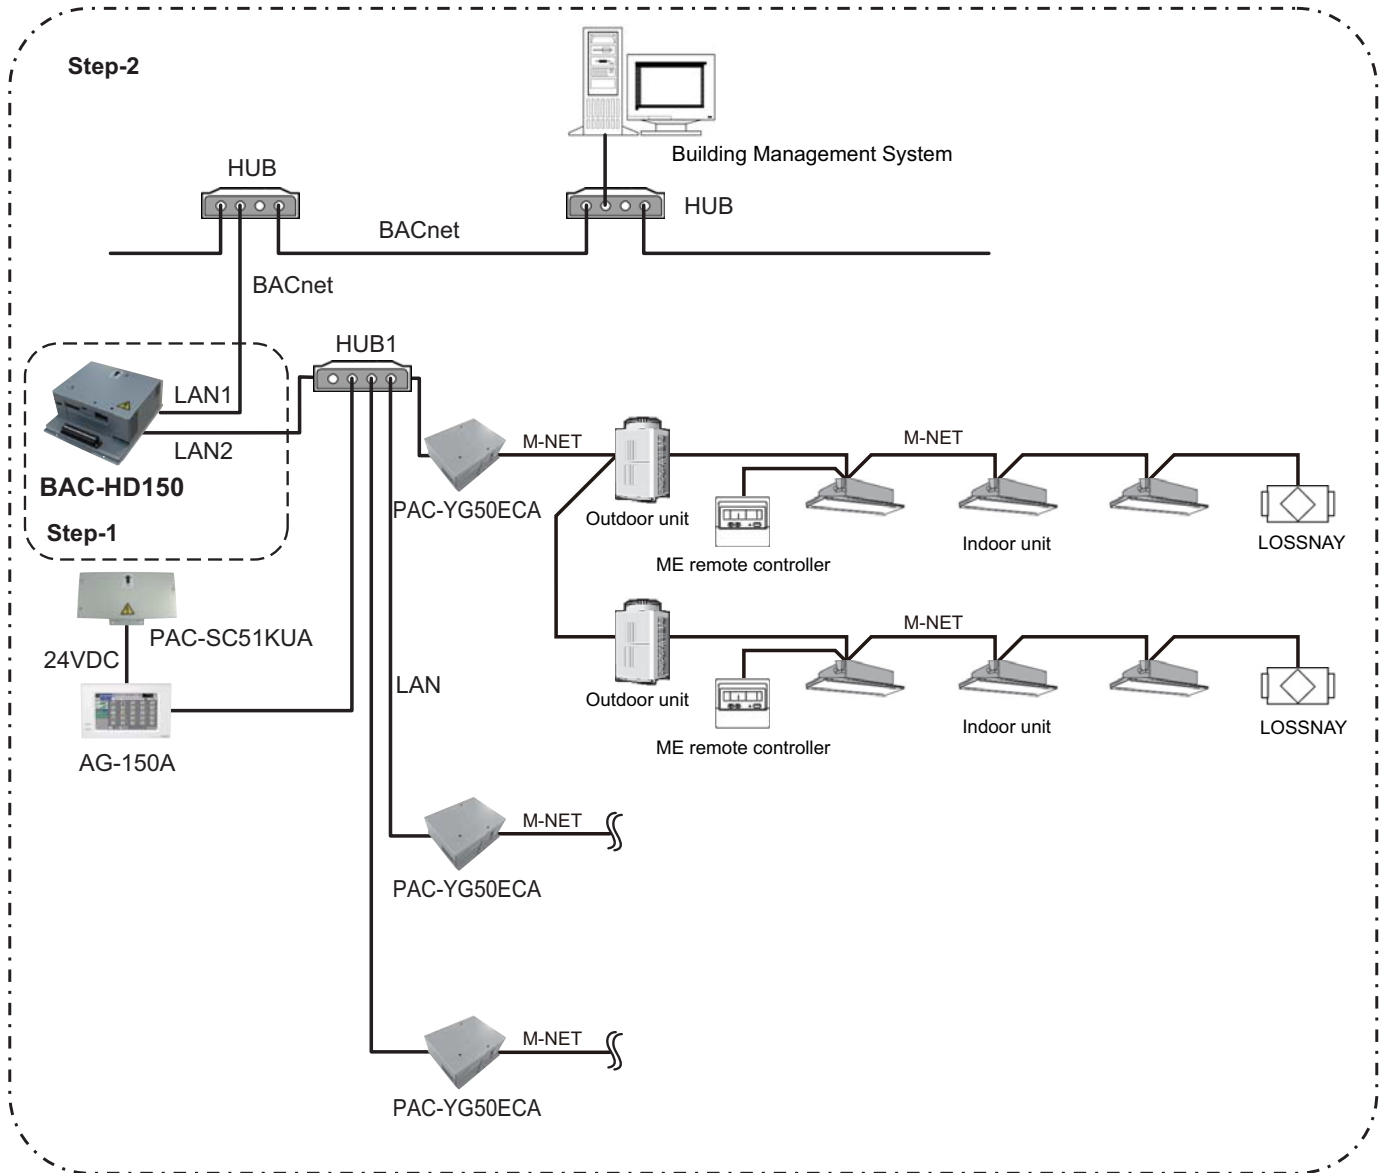 Step-2
Building Management System
HUB
HUB
BACnet
BACnet
HUB1
LAN1
LAN2
BAC-HD150
Step-1
M-NET
M-NET
PAC-YG50ECA
Outdoor unit
ME remote controller
Indoor unit
LOSSNAY
PAC-SC51KUA
24VDC
AG-150A
LAN
M-NET
Outdoor unit
ME remote controller
Indoor unit
LOSSNAY
M-NET
PAC-YG50ECA
M-NET
PAC-YG50ECA